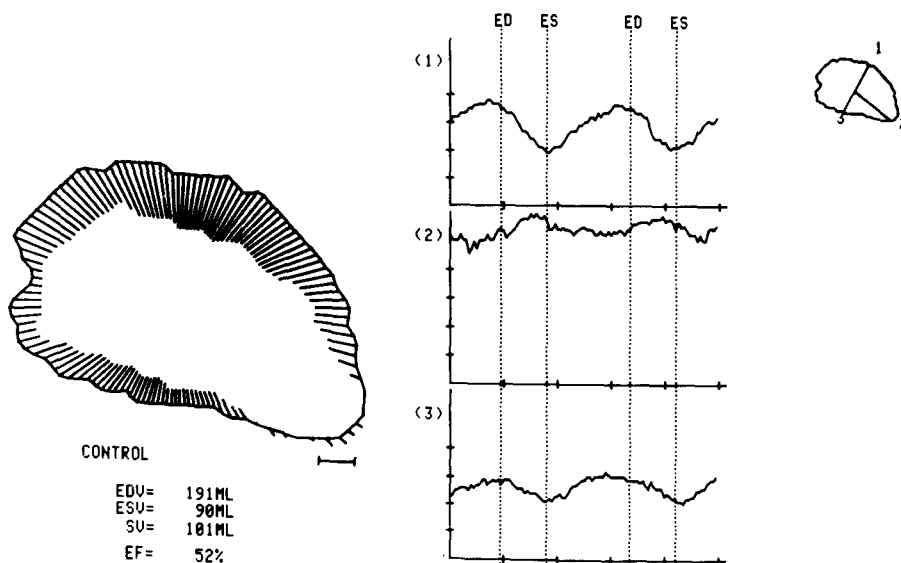 ED ES ED ES
(1)
1
3
(2)
(3)
CONTROL
EDV= 191ML
ESV= 90ML
SV= 101ML
EF= 52%